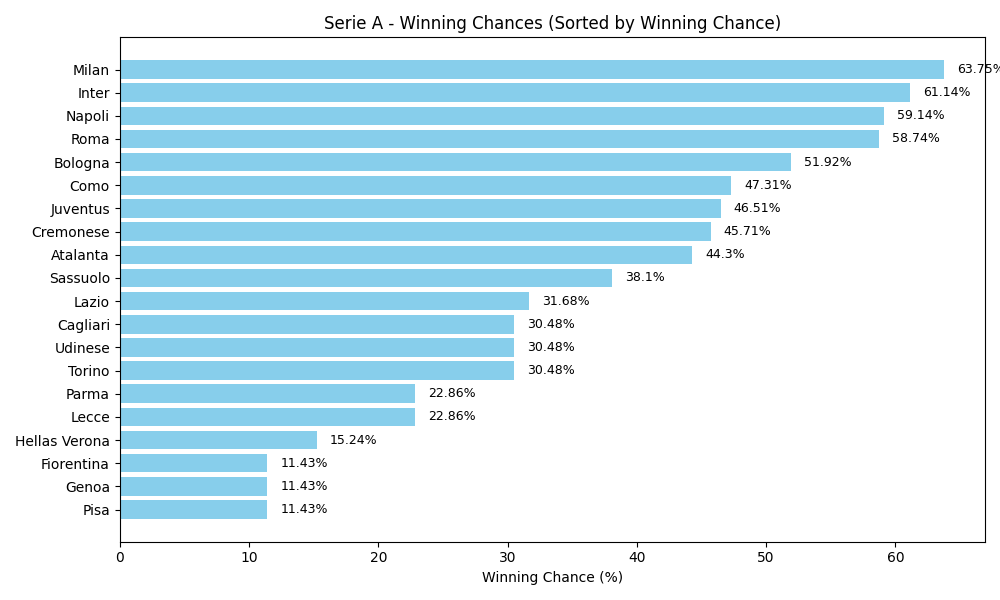 Serie A - Winning Chances (Sorted by Winning Chance)
Milan 63.75%
Inter 61.14%
Napoli 59.14%
Roma 58.74%
Bologna 51.92%
Como 47.31%
Juventus 46.51%
Cremonese 45.71%
Atalanta 44.3%
Sassuolo 38.1%
Lazio 31.68%
Cagliari 30.48%
Udinese 30.48%
Torino 30.48%
Parma 22.86%
Lecce 22.86%
Hellas Verona 15.24%
Fiorentina 11.43%
Genoa 11.43%
Pisa 11.43%
0 10 20 30 40 50 60
Winning Chance (%)